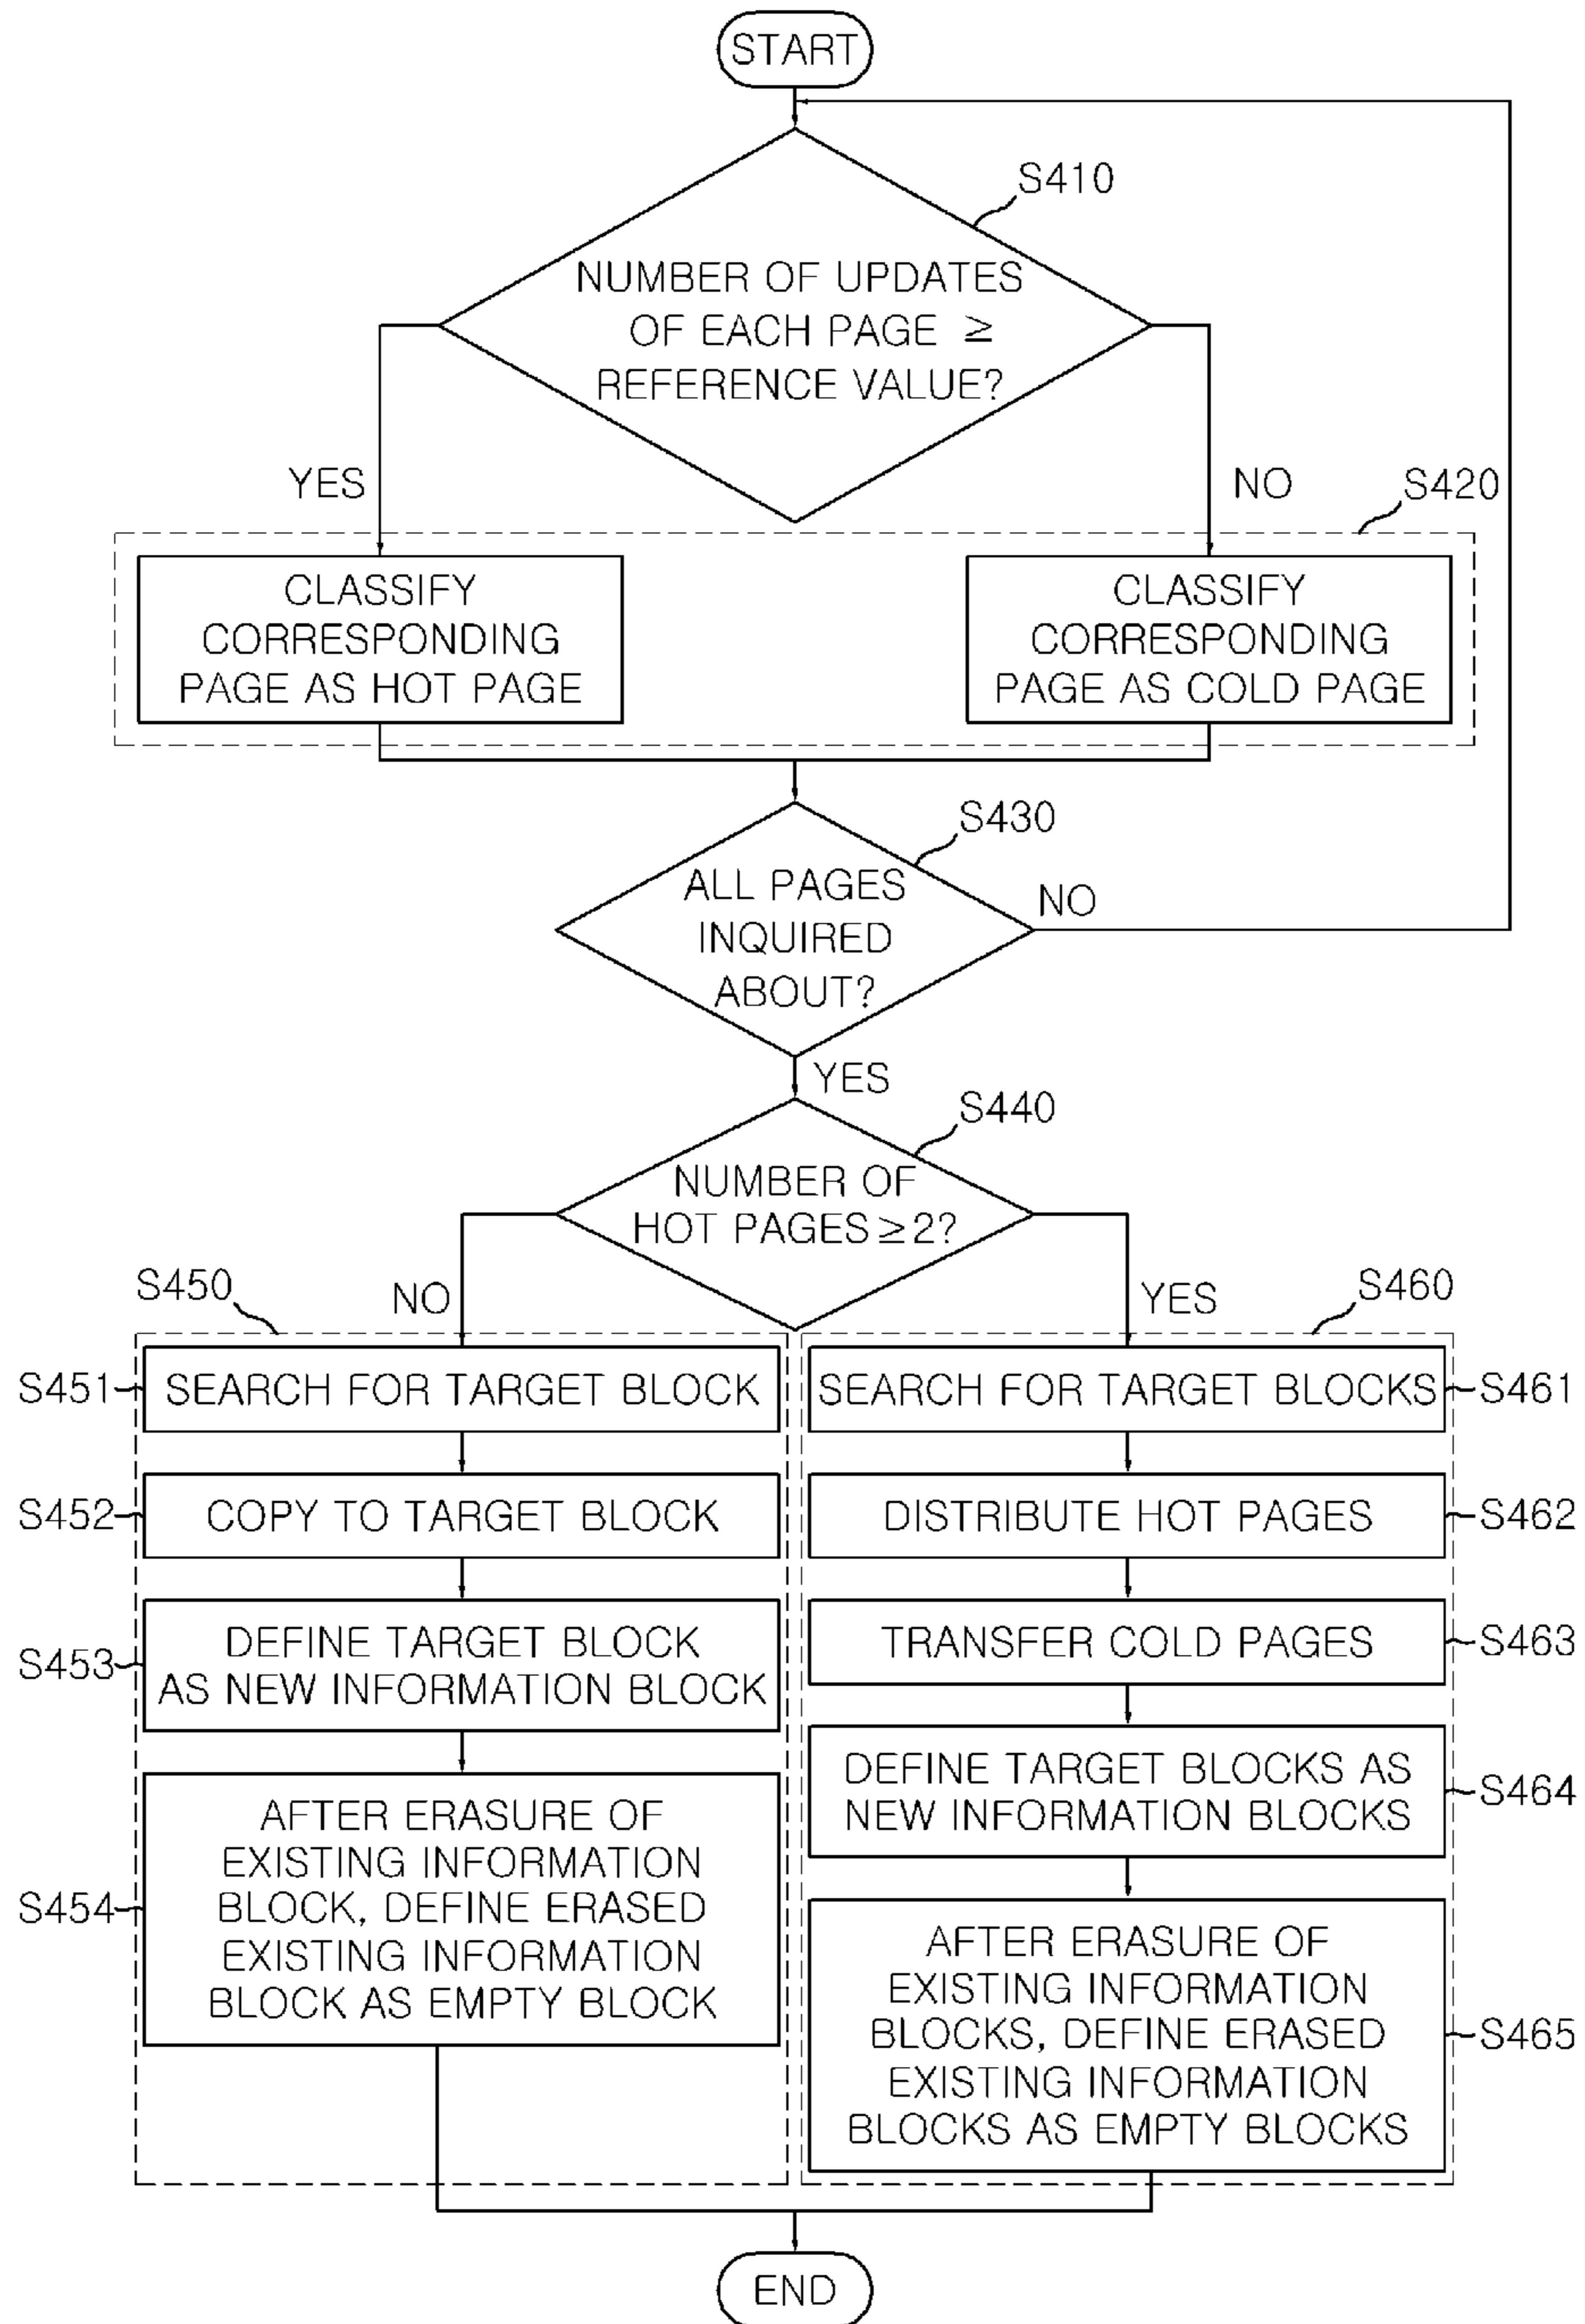 START
S410
NUMBER OF UPDATES
OF EACH PAGE ≥
REFERENCE VALUE?
YES
NO
S420
CLASSIFY
CORRESPONDING
PAGE AS HOT PAGE
CLASSIFY
CORRESPONDING
PAGE AS COLD PAGE
S430
ALL PAGES
INQUIRED
ABOUT?
NO
YES
S440
NUMBER OF
HOT PAGES ≥ 2?
S450
NO
YES
S460
S451
SEARCH FOR TARGET BLOCK
S452
COPY TO TARGET BLOCK
S453
DEFINE TARGET BLOCK
AS NEW INFORMATION BLOCK
S454
AFTER ERASURE OF
EXISTING INFORMATION
BLOCK, DEFINE ERASED
EXISTING INFORMATION
BLOCK AS EMPTY BLOCK
SEARCH FOR TARGET BLOCKS
S461
DISTRIBUTE HOT PAGES
S462
TRANSFER COLD PAGES
S463
DEFINE TARGET BLOCKS AS
NEW INFORMATION BLOCKS
S464
AFTER ERASURE OF
EXISTING INFORMATION
BLOCKS, DEFINE ERASED
EXISTING INFORMATION
BLOCKS AS EMPTY BLOCKS
S465
END